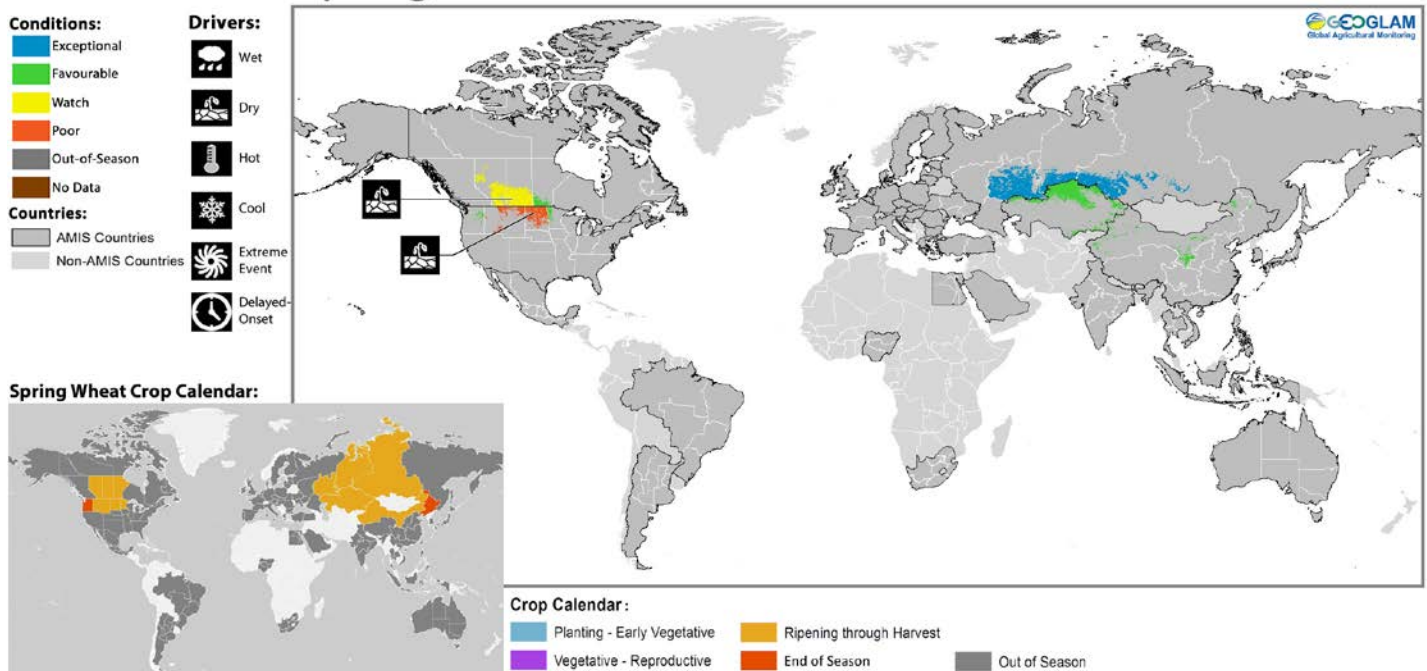 Conditions:
Exceptional
Favourable
Watch
Poor
Out-of-Season
No Data
Countries:
AMIS Countries
Non-AMIS Countries
Drivers:
Wet
Dry
Hot
Cool
Extreme
Event
Delayed-
Onset
GEOGLAM
Global Agricultural Monitoring
Spring Wheat Crop Calendar:
Crop Calendar :
Planting - Early Vegetative
Vegetative - Reproductive
Ripening through Harvest
End of Season
Out of Season